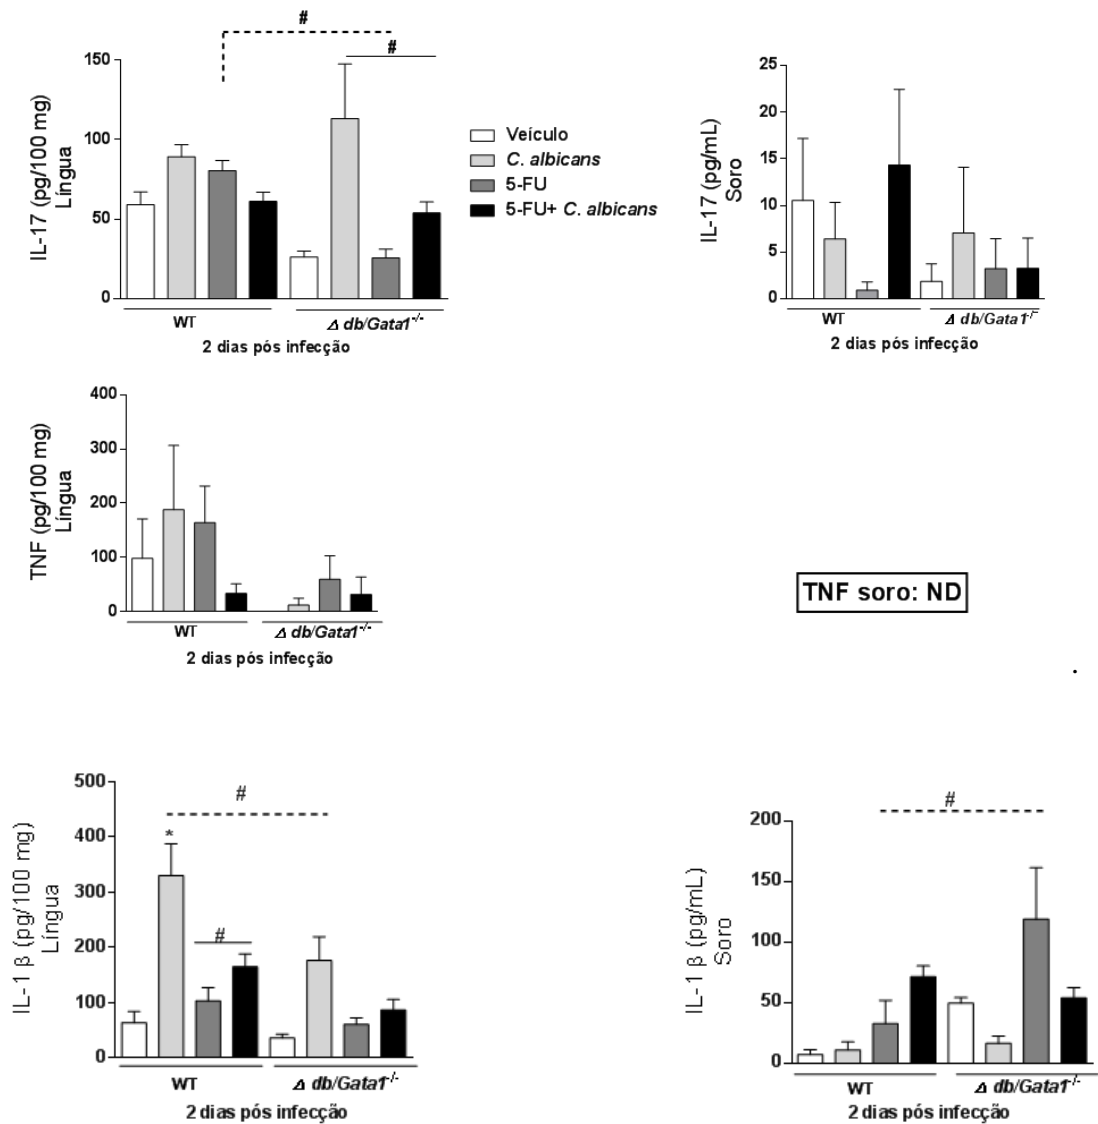 #
#
150
100
50
0
IL-17 (pg/100 mg)
Língua
WT
Δ db/Gata1-/-
2 dias pós infecção
Veículo
C. albicans
5-FU
5-FU+ C. albicans
25
20
15
10
5
0
IL-17 (pg/mL)
Soro
WT
Δ db/Gata1-/-
2 dias pós infecção
400
300
200
100
0
TNF (pg/100 mg)
Língua
WT
Δ db/Gata1-/-
2 dias pós infecção
TNF soro: ND
.
500
400
300
200
100
0
IL-1 β (pg/100 mg)
Língua
#
*
#
WT
Δ db/Gata1-/-
2 dias pós infecção
200
150
100
50
0
IL-1 β (pg/mL)
Soro
#
WT
Δ db/Gata1-/-
2 dias pós infecção